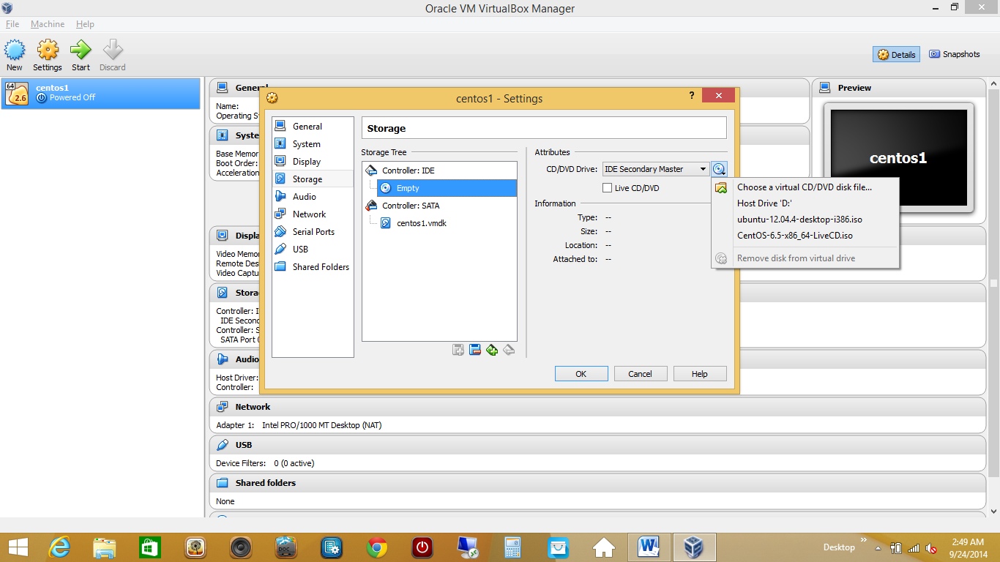 Oracle VM VirtualBox Manager
File Machine Help
New Settings Start Discard
Details Snapshots
64
2.6
centos1
Powered Off
General
Name:
Operating Sy
System
Base Memor
Boot Order:
Acceleration
Display
Video Memor
Remote Des
Video Captu
Storag
Controller: I
IDE Second
Controller: S
SATA Port (
Audio
Host Driver:
Controller:
Network
Adapter 1: Intel PRO/1000 MT Desktop (NAT)
USB
Device Filters: 0 (0 active)
Shared folders
None
Preview
centos1
centos1 - Settings
?
General
System
Display
Storage
Audio
Network
Serial Ports
USB
Shared Folders
Storage
Storage Tree
Controller: IDE
Empty
Controller: SATA
centos1.vmdk
Attributes
CD/DVD Drive: IDE Secondary Master
Live CD/DVD
Information
Type: --
Size: --
Location: --
Attached to: --
Choose a virtual CD/DVD disk file...
Host Drive 'D:'
ubuntu-12.04.4-desktop-i386.iso
CentOS-6.5-x86_64-LiveCD.iso
Remove disk from virtual drive
OK Cancel Help
DOC
Desktop
2:49 AM
9/24/2014